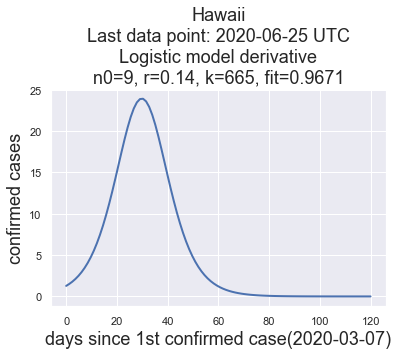 Hawaii
Last data point: 2020-06-25 UTC
Logistic model derivative
n0=9, r=0.14, k=665, fit=0.9671
confirmed cases
25
20
15
10
5
0
0 20 40 60 80 100 120
days since 1st confirmed case(2020-03-07)